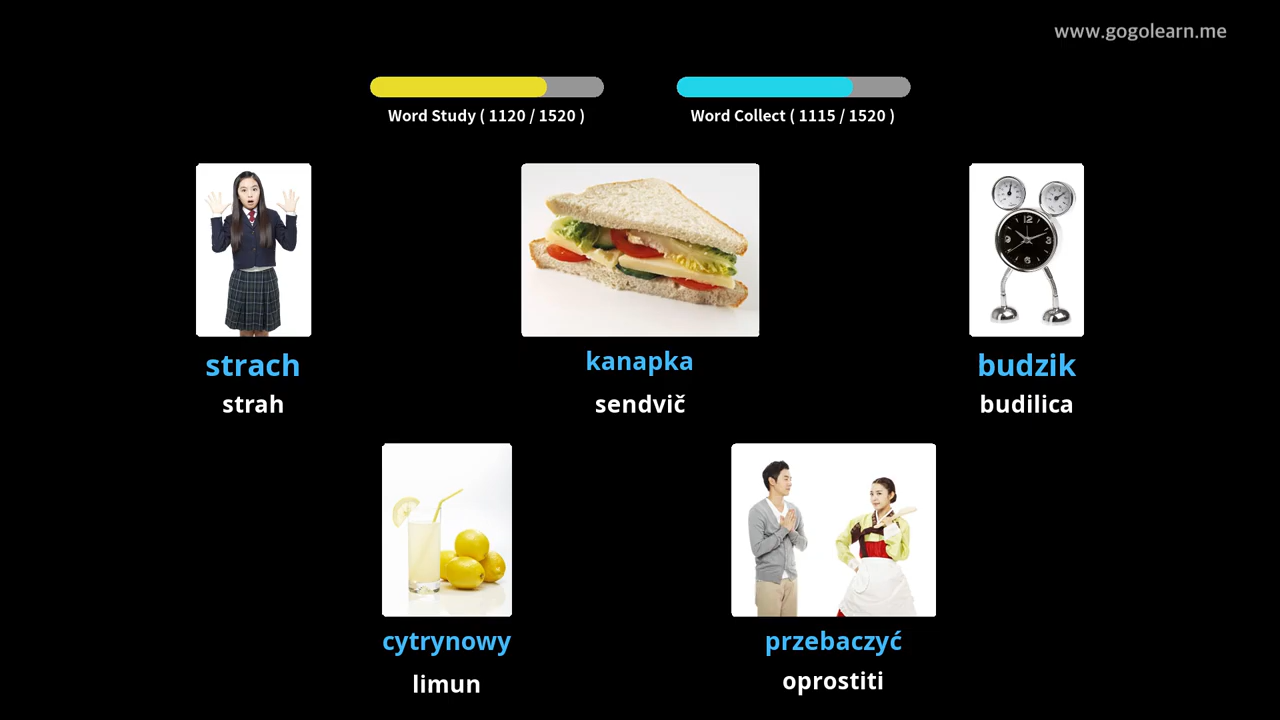 www.gogolearn.me
Word Study ( 1120 / 1520 )
Word Collect ( 1115 / 1520 )
strach
strah
kanapka
sendvič
budzik
budilica
cytrynowy
limun
przebaczyć
oprostiti